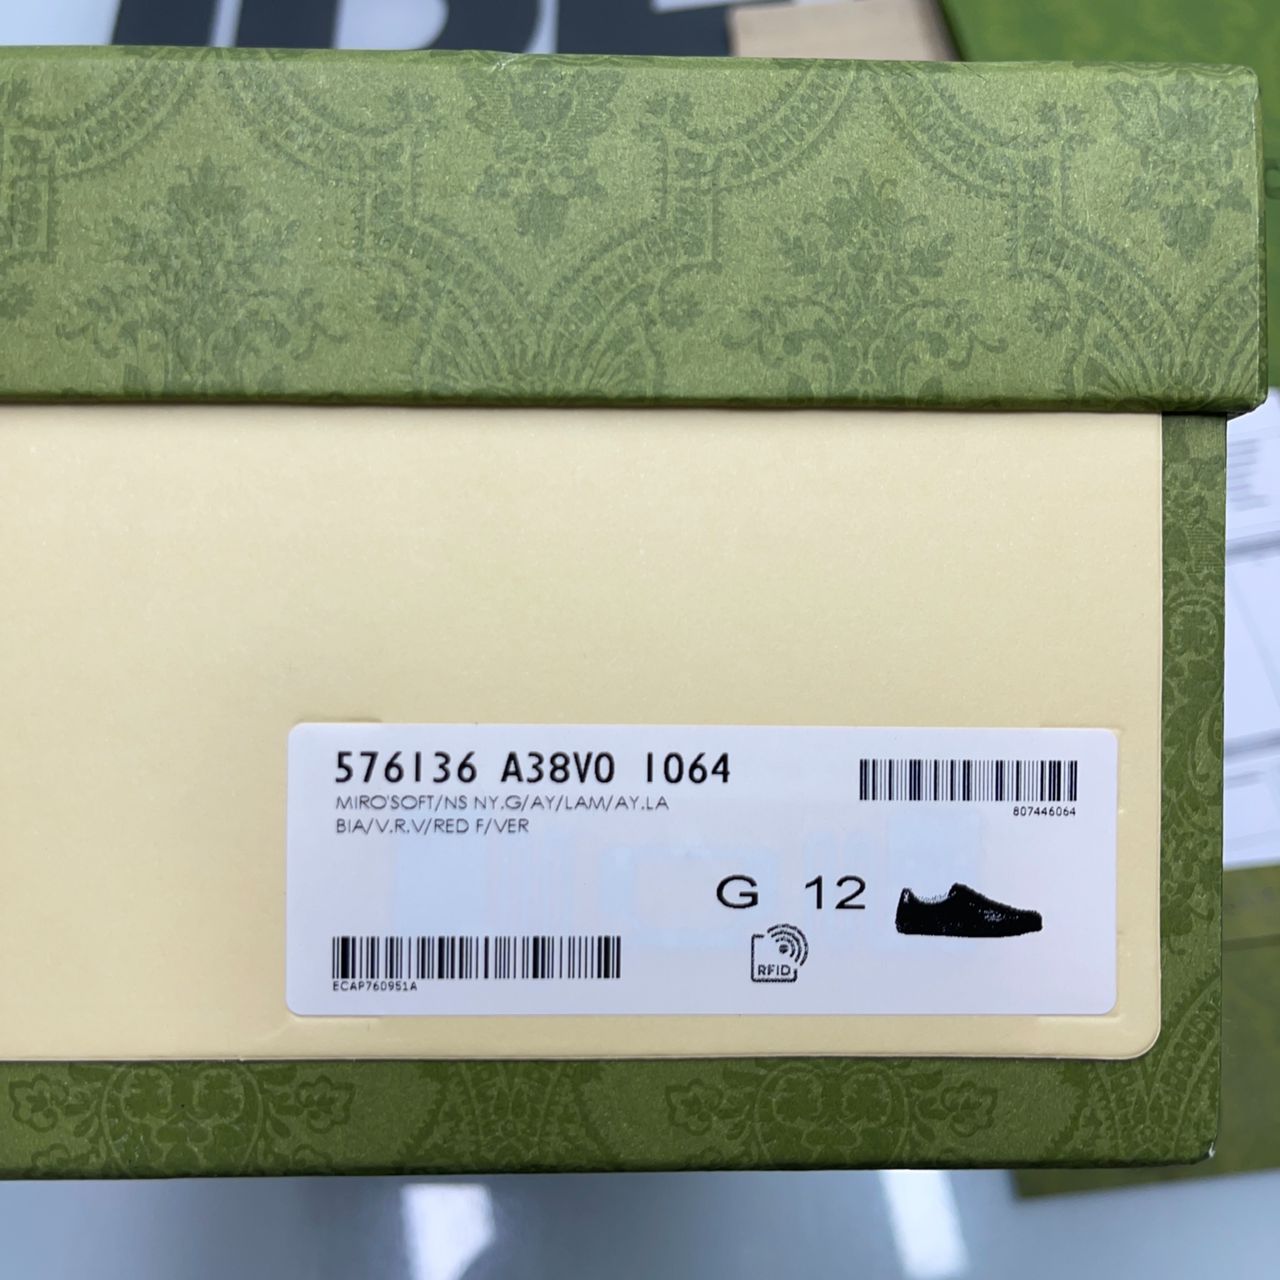 576136 A38V0 1064
MIRO'SOFT/NS NY.G/AY/LAM/AY.LA
BIA/V.R.V/RED F/VER
807446064
G 12
RFID
ECAP760951A